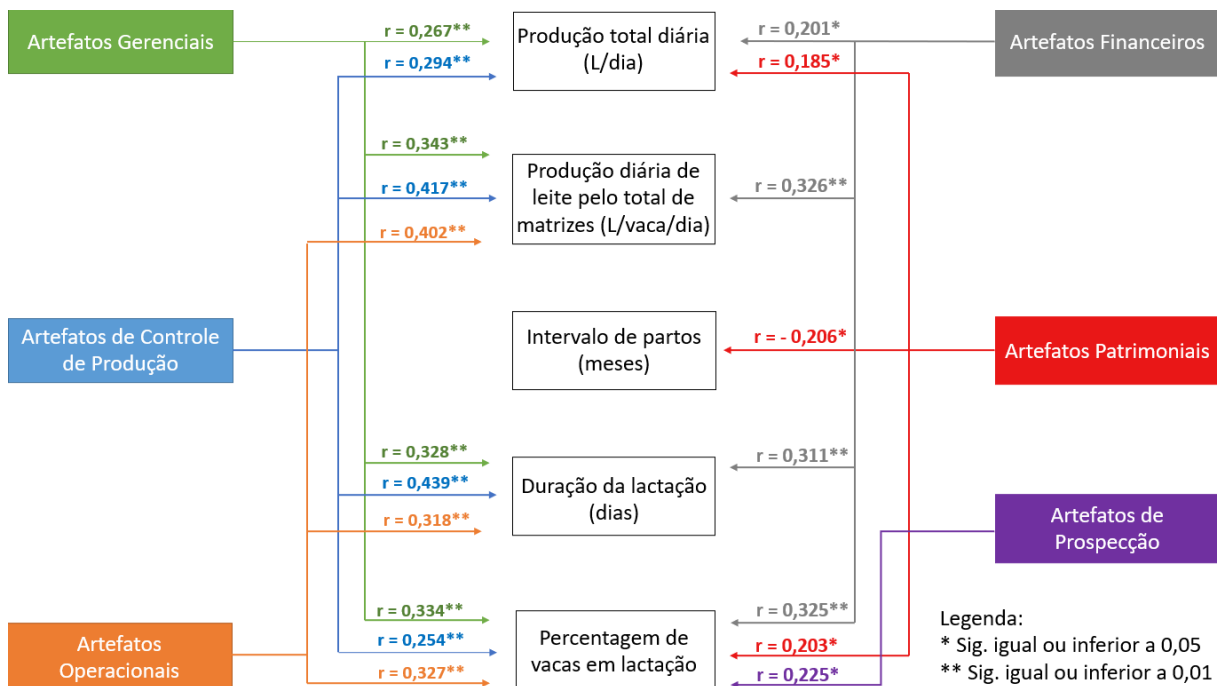 Artefatos Gerenciais
r = 0,267**
Produção total diária
(L/dia)
r = 0,201*
Artefatos Financeiros
r = 0,294**
r = 0,185*
r = 0,343**
Produção diária de
leite pelo total de
matrizes (L/vaca/dia)
r = 0,417**
r = 0,326**
r = 0,402**
Artefatos de Controle
de Produção
Intervalo de partos
(meses)
r = - 0,206*
Artefatos Patrimoniais
r = 0,328**
r = 0,311**
r = 0,439**
Duração da lactação
(dias)
r = 0,318**
Artefatos de
Prospecção
r = 0,334**
r = 0,325**
Artefatos
Operacionais
r = 0,254**
Percentagem de
vacas em lactação
r = 0,203*
r = 0,327**
r = 0,225*
Legenda:
* Sig. igual ou inferior a 0,05
** Sig. igual ou inferior a 0,01